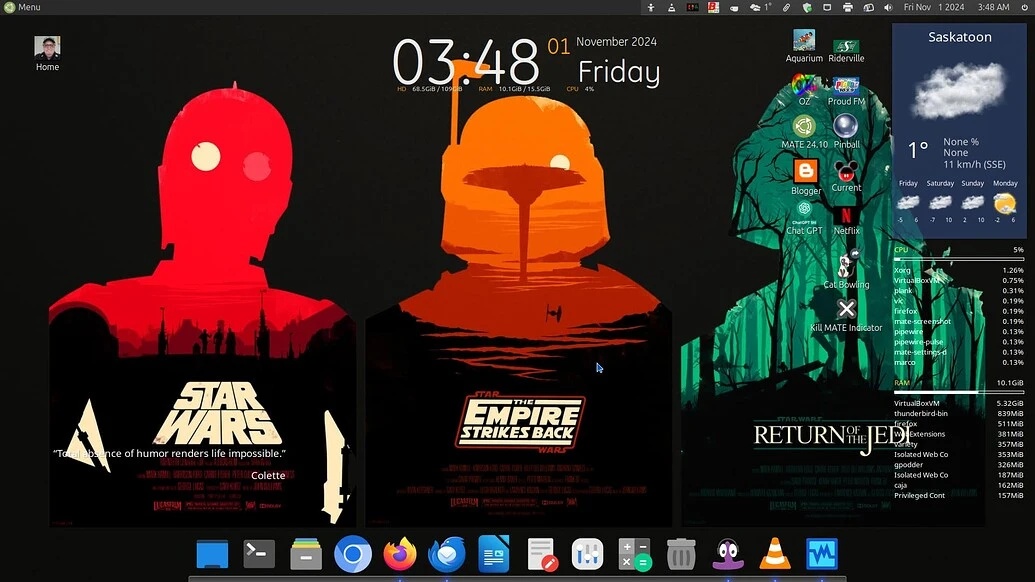 Menu
1°
Fri Nov 1 2024
3:48 AM
Home
03:48
01
November 2024
Friday
HD 68.5GiB / 109GiB RAM 10.1GiB / 15.5GiB CPU 4%
Aquarium
Riderville
OZ
Proud FM
MATE 24.10
Pinball
Blogger
Current
Chat GPT
Netflix
Cat Bowling
Kill MATE Indicator
Saskatoon
1°
None %
None
11 km/h (SSE)
Friday Saturday Sunday Monday
-5 6 -7 10 2 10 -2 6
CPU 5%
Xorg 1.26%
VirtualBoxVM 0.75%
plank 0.31%
vlc 0.19%
firefox 0.19%
mate-screenshot 0.19%
pipewire 0.19%
pipewire-pulse 0.13%
mate-settings-d 0.13%
marco 0.13%
RAM 10.1GiB
VirtualBoxVM 5.32GiB
thunderbird-bin 839MiB
firefox 511MiB
WebExtensions 381MiB
variety 357MiB
Isolated Web Co 353MiB
gpodder 326MiB
Isolated Web Co 187MiB
caja 162MiB
Privileged Cont 157MiB
STAR
WARS
“Total absence of humor renders life impossible.”
Colette
STAR
THE
EMPIRE
STRIKES BACK
WARS
STAR WARS
RETURN OF THE JEDI